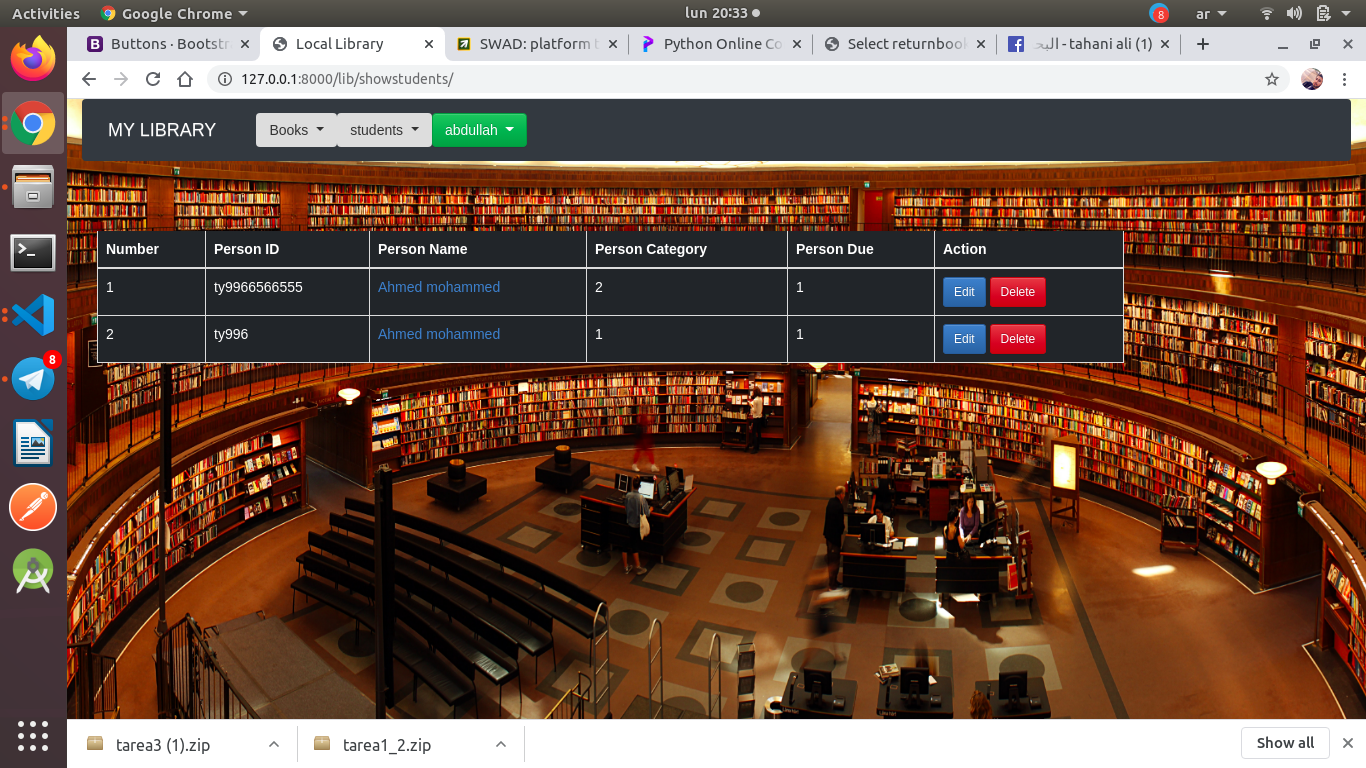 Activities
Google Chrome
lun 20:33
8
ar
Buttons · Bootstr
Local Library
SWAD: platform t
Python Online Co
Select returnbook
(1) tahani ali - البحـ
127.0.0.1:8000/lib/showstudents/
MY LIBRARY
Books
students
abdullah
Number Person ID Person Name Person Category Person Due Action
1 ty9966566555 Ahmed mohammed 2 1 Edit Delete
2 ty996 Ahmed mohammed 1 1 Edit Delete
8
tarea3 (1).zip
tarea1_2.zip
Show all